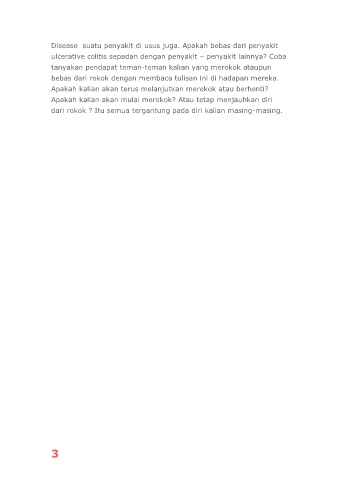 Disease  suatu penyakit di usus juga. Apakah bebas dari penyakit
ulcerative colitis sepadan dengan penyakit – penyakit lainnya? Coba
tanyakan pendapat teman-teman kalian yang merokok ataupun
bebas dari rokok dengan membaca tulisan ini di hadapan mereka.
Apakah kalian akan terus melanjutkan merokok atau berhenti?
Apakah kalian akan mulai merokok? Atau tetap menjauhkan diri
dari rokok ? Itu semua tergantung pada diri kalian masing-masing.
3